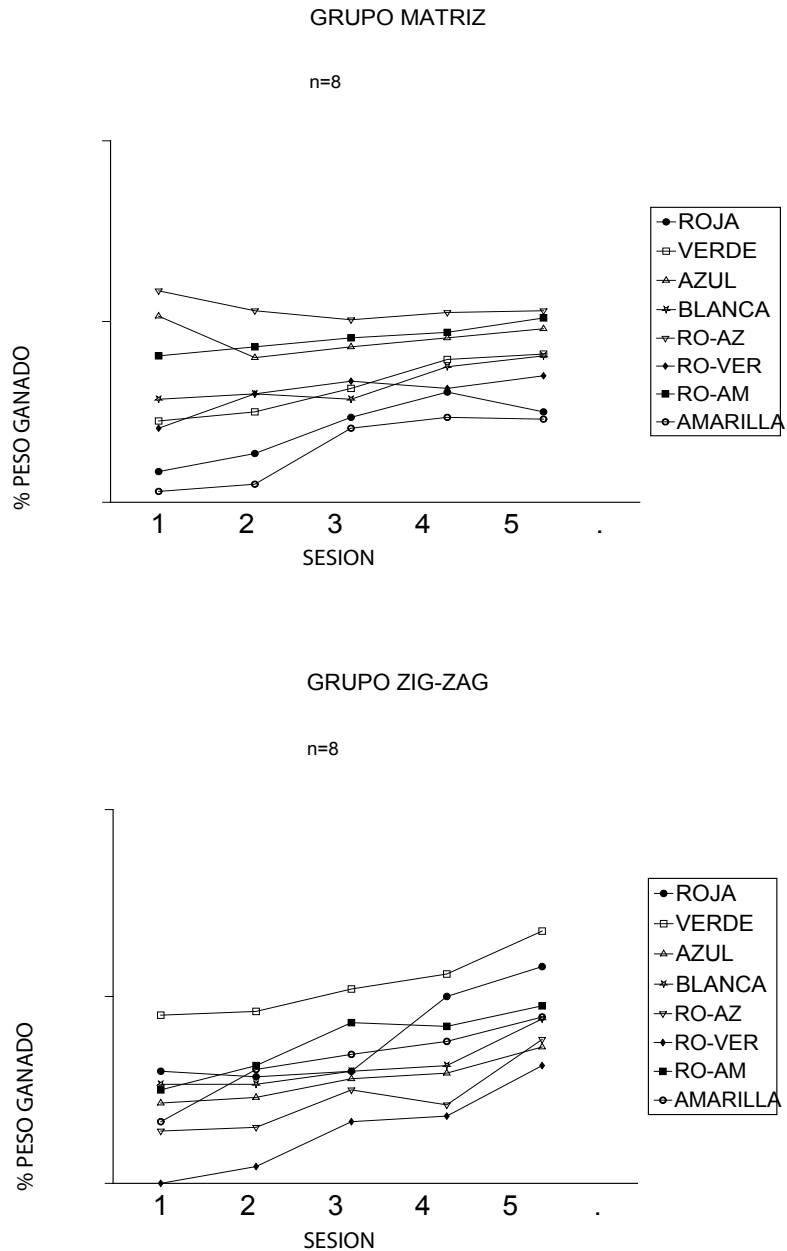 GRUPO MATRIZ
n=8
% PESO GANADO
ROJA
VERDE
AZUL
BLANCA
RO-AZ
RO-VER
RO-AM
AMARILLA
1 2 3 4 5 .
SESION
GRUPO ZIG-ZAG
n=8
% PESO GANADO
ROJA
VERDE
AZUL
BLANCA
RO-AZ
RO-VER
RO-AM
AMARILLA
1 2 3 4 5 .
SESION